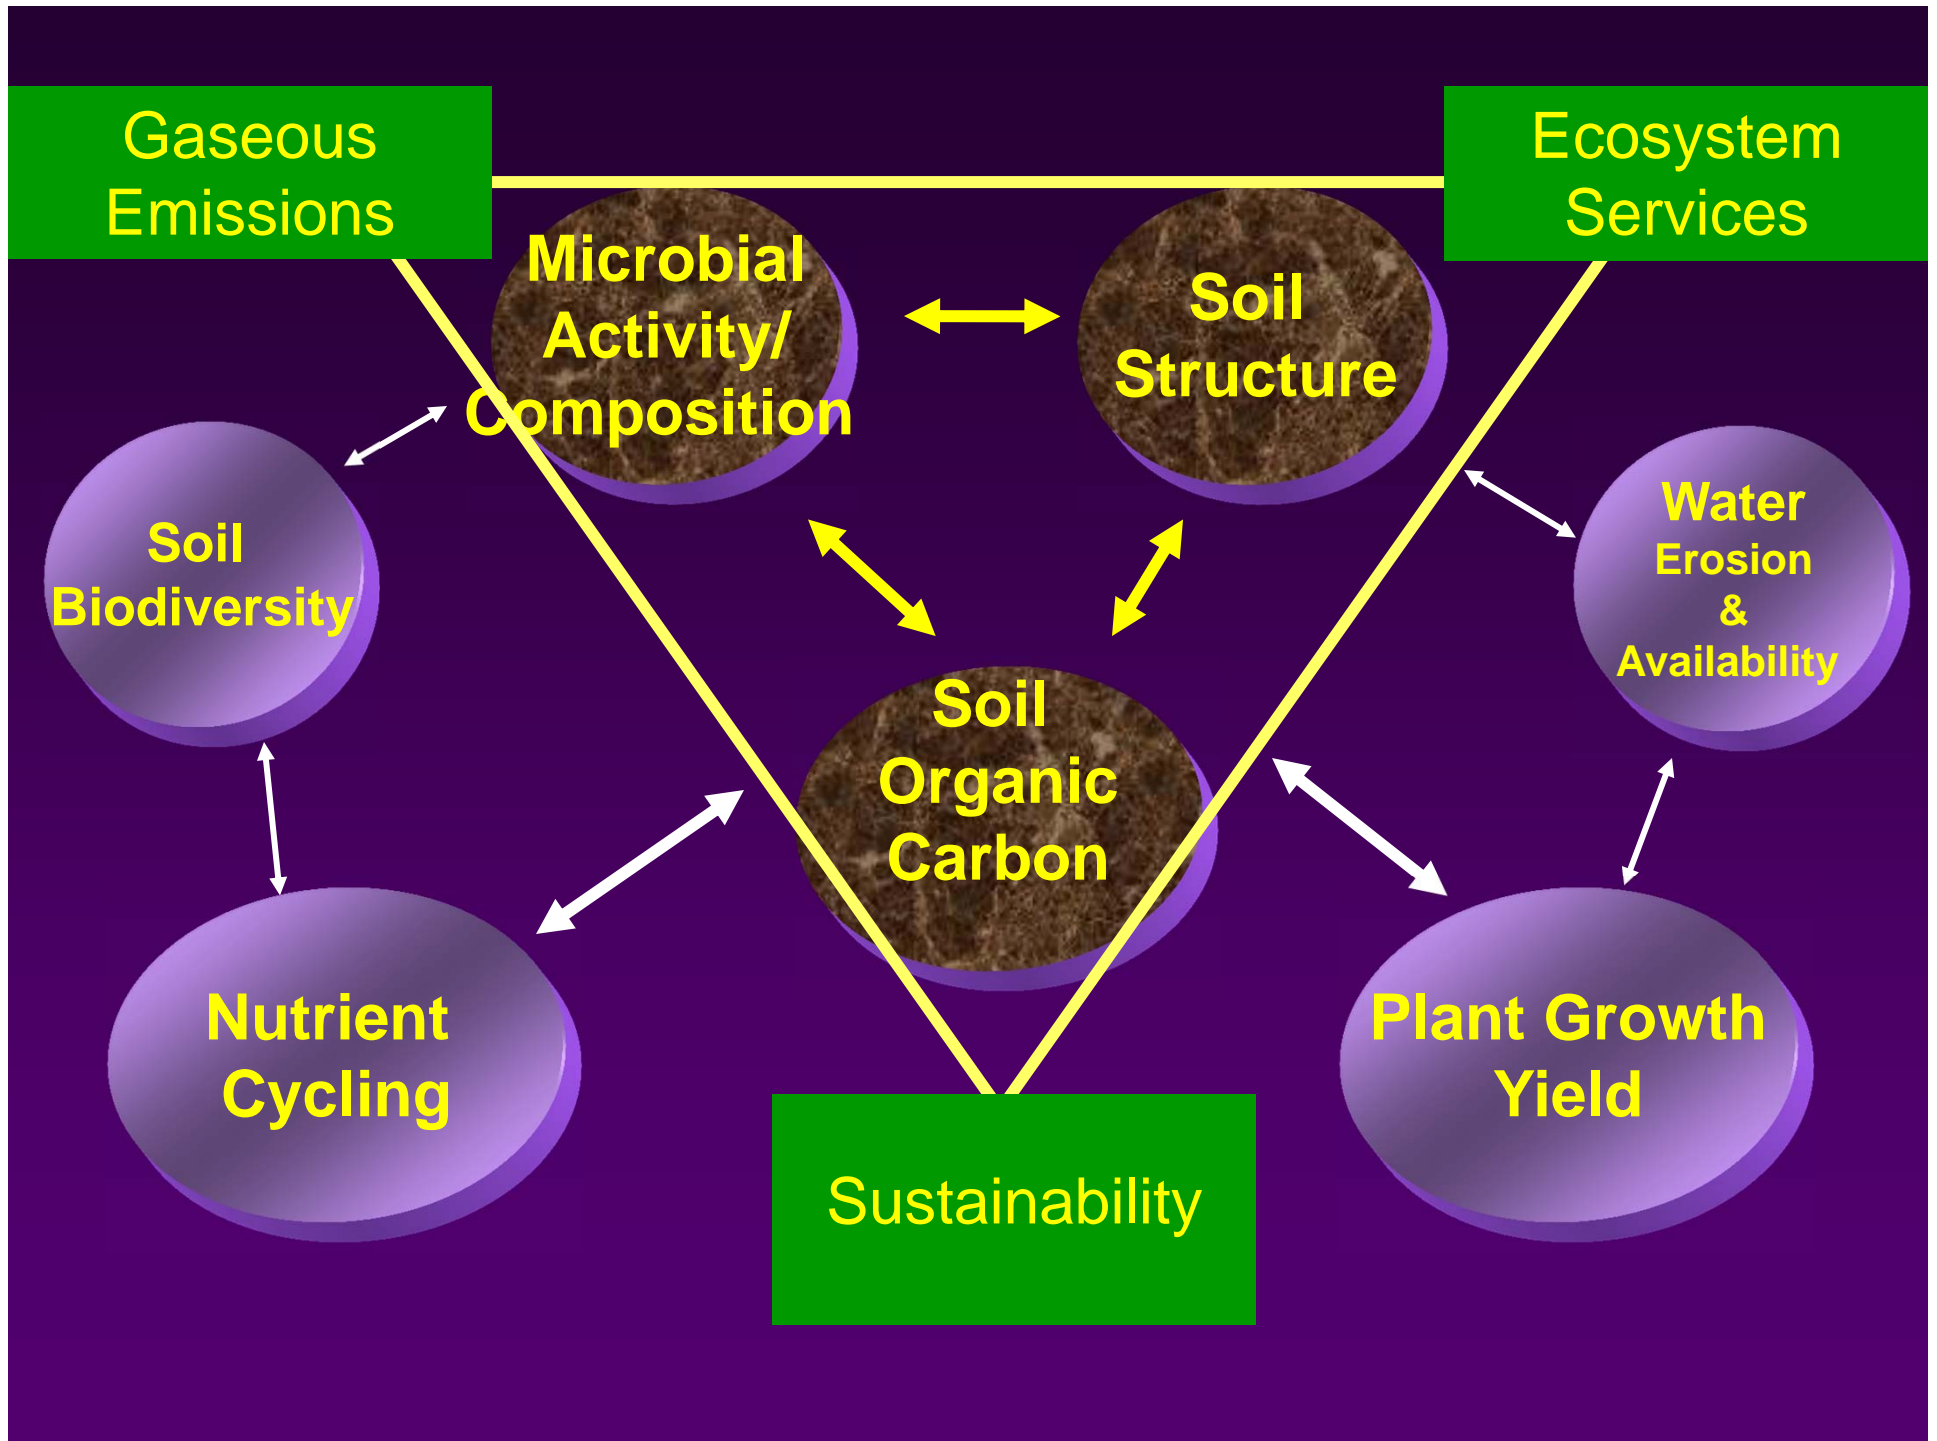 Gaseous
Emissions
Ecosystem
Services
Microbial
Activity/
Composition
Soil
Structure
Soil
Biodiversity
Water
Erosion
&
Availability
Soil
Organic
Carbon
Nutrient
Cycling
Plant Growth
Yield
Sustainability